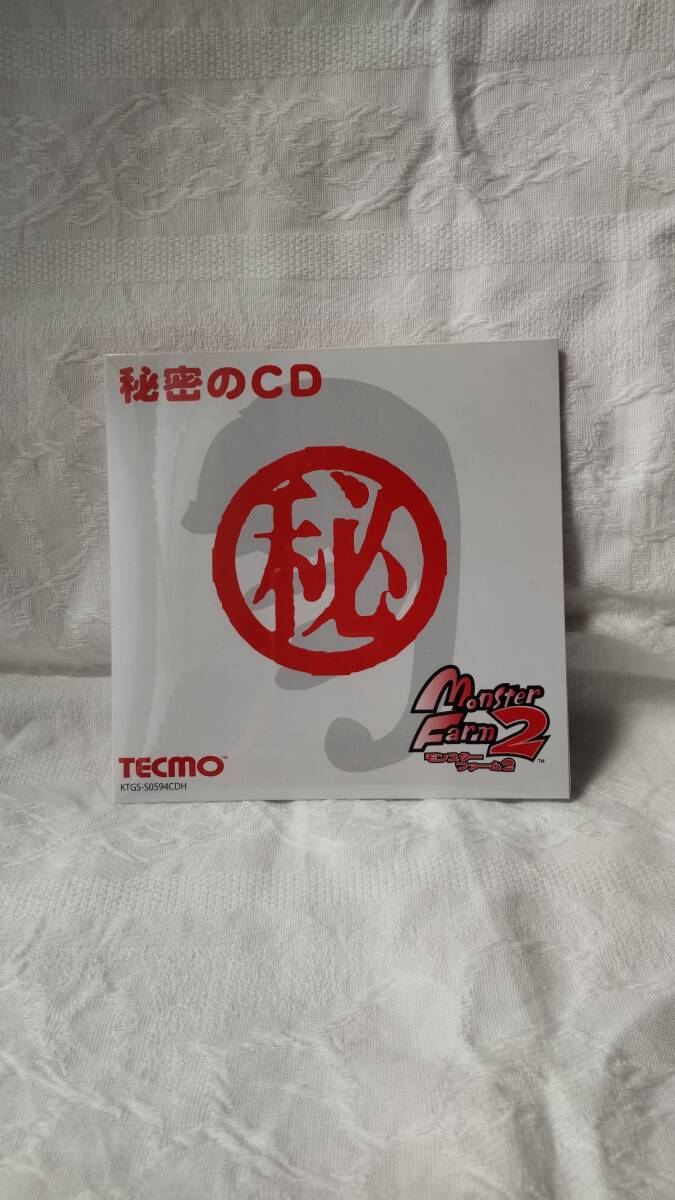 秘密のCD
秘
Monster
Farm 2
モンスター
ファーム2
TM
TECMO™
KTGS-S0594CDH